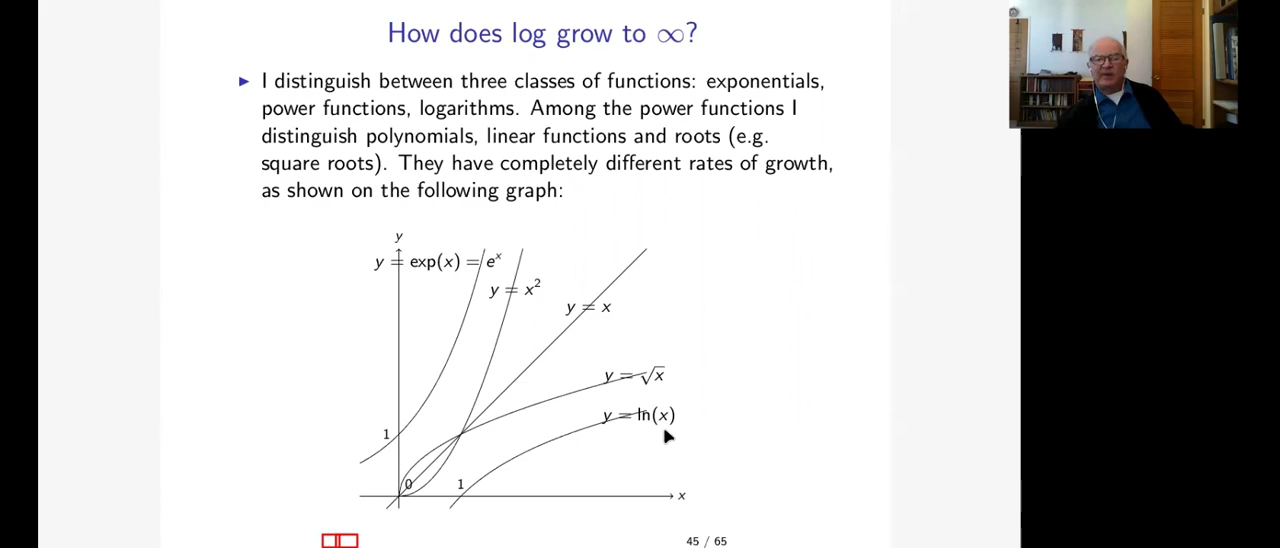 How does log grow to ∞?
▶ I distinguish between three classes of functions: exponentials,
power functions, logarithms. Among the power functions I
distinguish polynomials, linear functions and roots (e.g.
square roots). They have completely different rates of growth,
as shown on the following graph:
y
y = exp(x) = eˣ
y = x²
y = x
y = √x
y = ln(x)
1
0
1
x
45 / 65